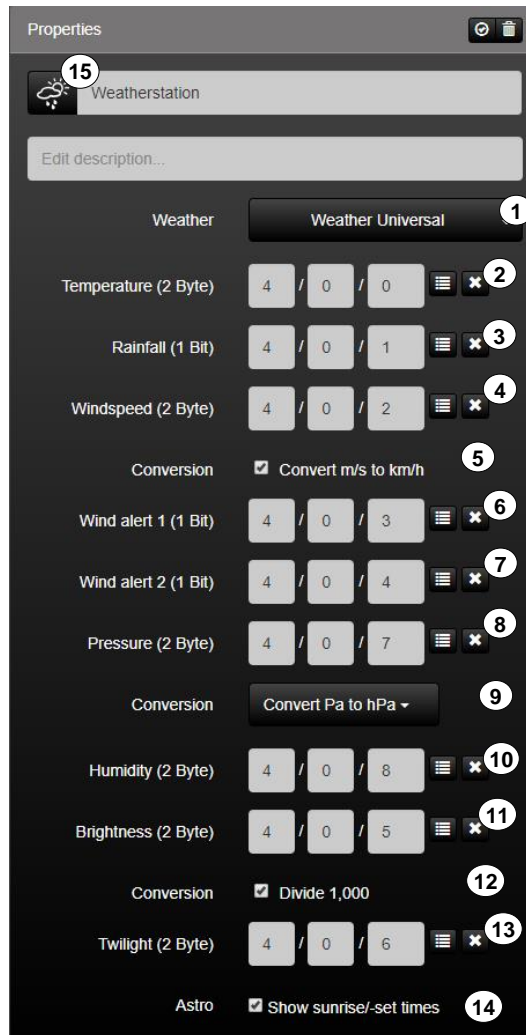 Properties
15
Weatherstation
Edit description...
Weather Weather Universal 1
Temperature (2 Byte) 4 / 0 / 0 2
Rainfall (1 Bit) 4 / 0 / 1 3
Windspeed (2 Byte) 4 / 0 / 2 4
Conversion Convert m/s to km/h 5
Wind alert 1 (1 Bit) 4 / 0 / 3 6
Wind alert 2 (1 Bit) 4 / 0 / 4 7
Pressure (2 Byte) 4 / 0 / 7 8
Conversion Convert Pa to hPa 9
Humidity (2 Byte) 4 / 0 / 8 10
Brightness (2 Byte) 4 / 0 / 5 11
Conversion Divide 1,000 12
Twilight (2 Byte) 4 / 0 / 6 13
Astro Show sunrise/-set times 14